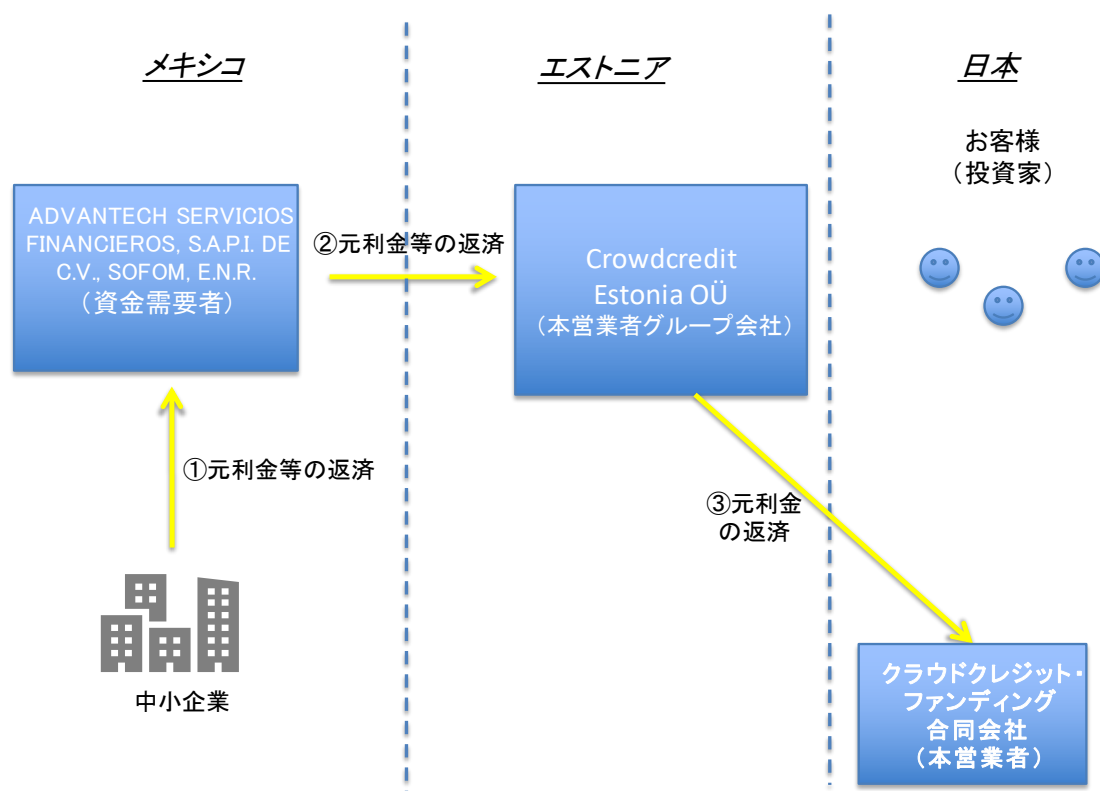 メキシコ
エストニア
日本
お客様
（投資家）
ADVANTECH SERVICIOS
FINANCIEROS, S.A.P.I. DE
C.V., SOFOM, E.N.R.
（資金需要者）
②元利金等の返済
Crowdcredit
Estonia OÜ
（本営業者グループ会社）
①元利金等の返済
③元利金
の返済
中小企業
クラウドクレジット・
ファンディング
合同会社
（本営業者）